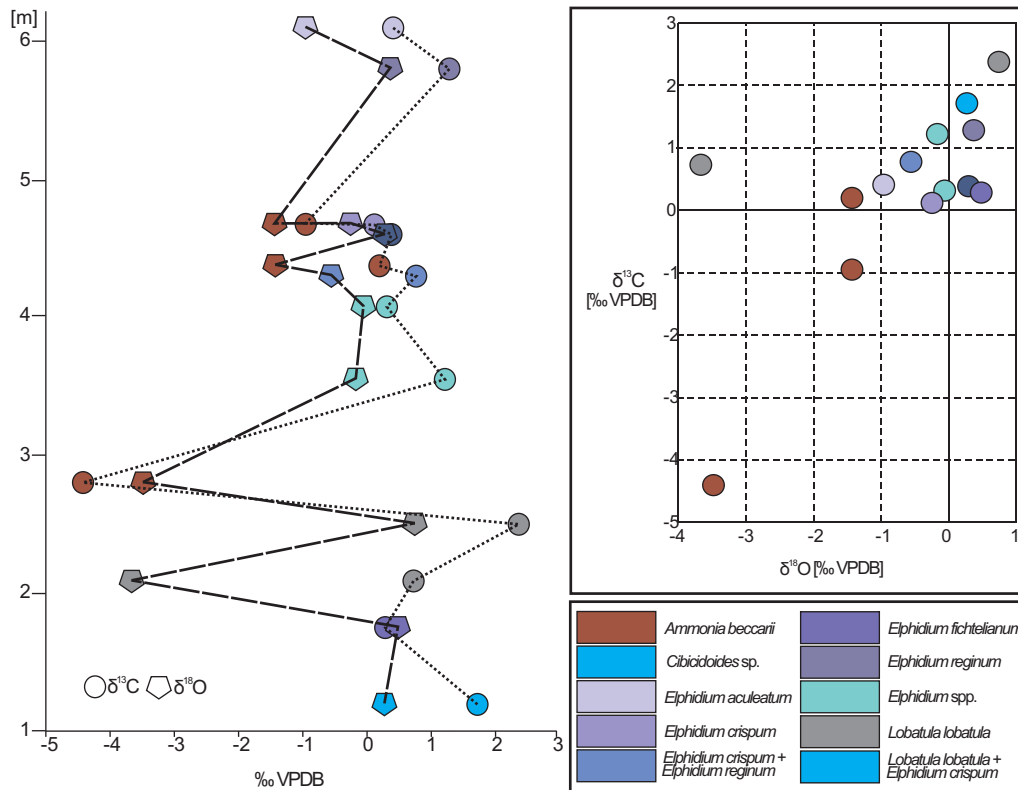 [m]
6
5
4
3
2
1
-5
-4
-3
-2
-1
0
1
2
3
‰ VPDB
δ13C
δ18O
3
2
1
0
-1
-2
-3
-4
-5
δ13C
[‰ VPDB]
-4
-3
-2
-1
0
1
δ18O [‰ VPDB]
Ammonia beccarii
Cibicidoides sp.
Elphidium aculeatum
Elphidium crispum
Elphidium crispum +
Elphidium reginum
Elphidium fichtelianum
Elphidium reginum
Elphidium spp.
Lobatula lobatula
Lobatula lobatula +
Elphidium crispum